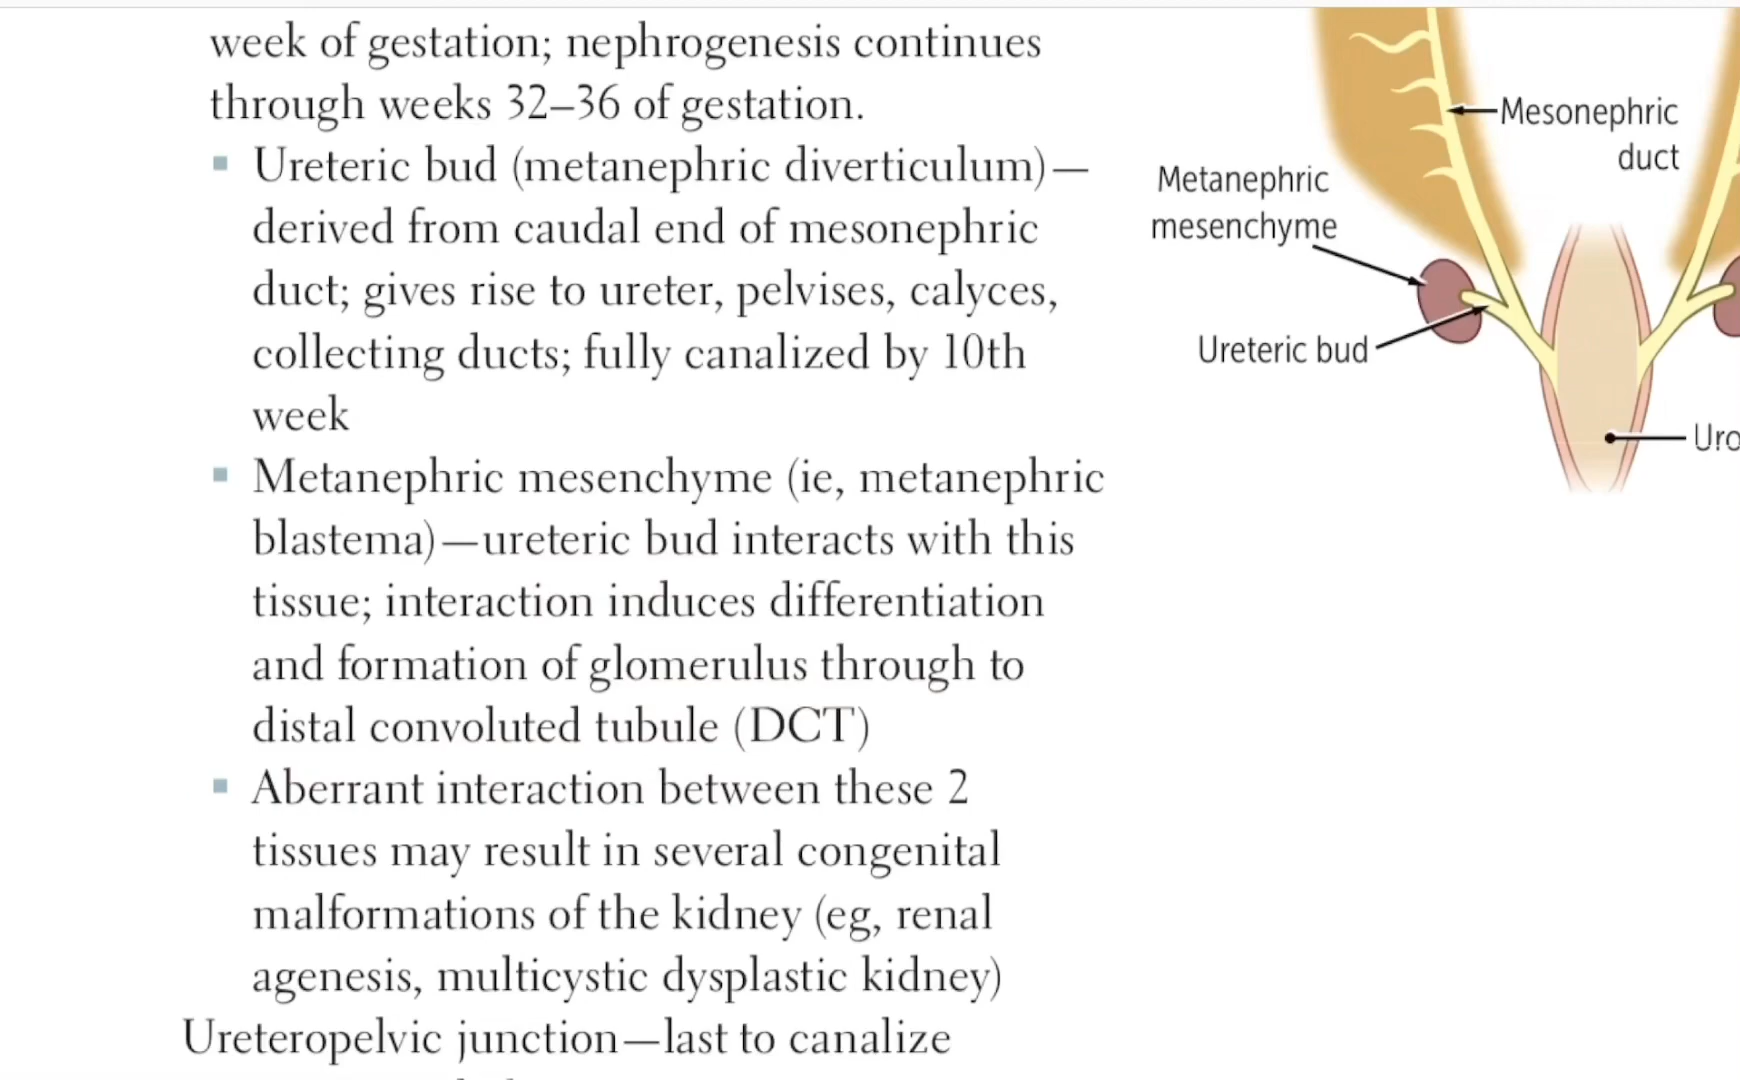 week of gestation; nephrogenesis continues
through weeks 32–36 of gestation.
▪ Ureteric bud (metanephric diverticulum)—
derived from caudal end of mesonephric
duct; gives rise to ureter, pelvises, calyces,
collecting ducts; fully canalized by 10th
week
▪ Metanephric mesenchyme (ie, metanephric
blastema)—ureteric bud interacts with this
tissue; interaction induces differentiation
and formation of glomerulus through to
distal convoluted tubule (DCT)
▪ Aberrant interaction between these 2
tissues may result in several congenital
malformations of the kidney (eg, renal
agenesis, multicystic dysplastic kidney)
Ureteropelvic junction—last to canalize
Mesonephric
duct
Metanephric
mesenchyme
Ureteric bud